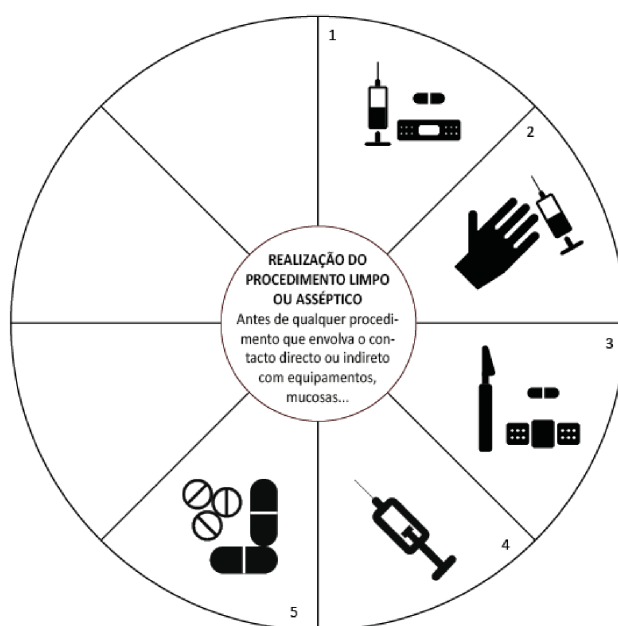 1
2
REALIZAÇÃO DO
PROCEDIMENTO LIMPO
OU ASSÉPTICO
Antes de qualquer procedi-
mento que envolva o con-
tacto directo ou indireto
com equipamentos,
mucosas...
3
4
5